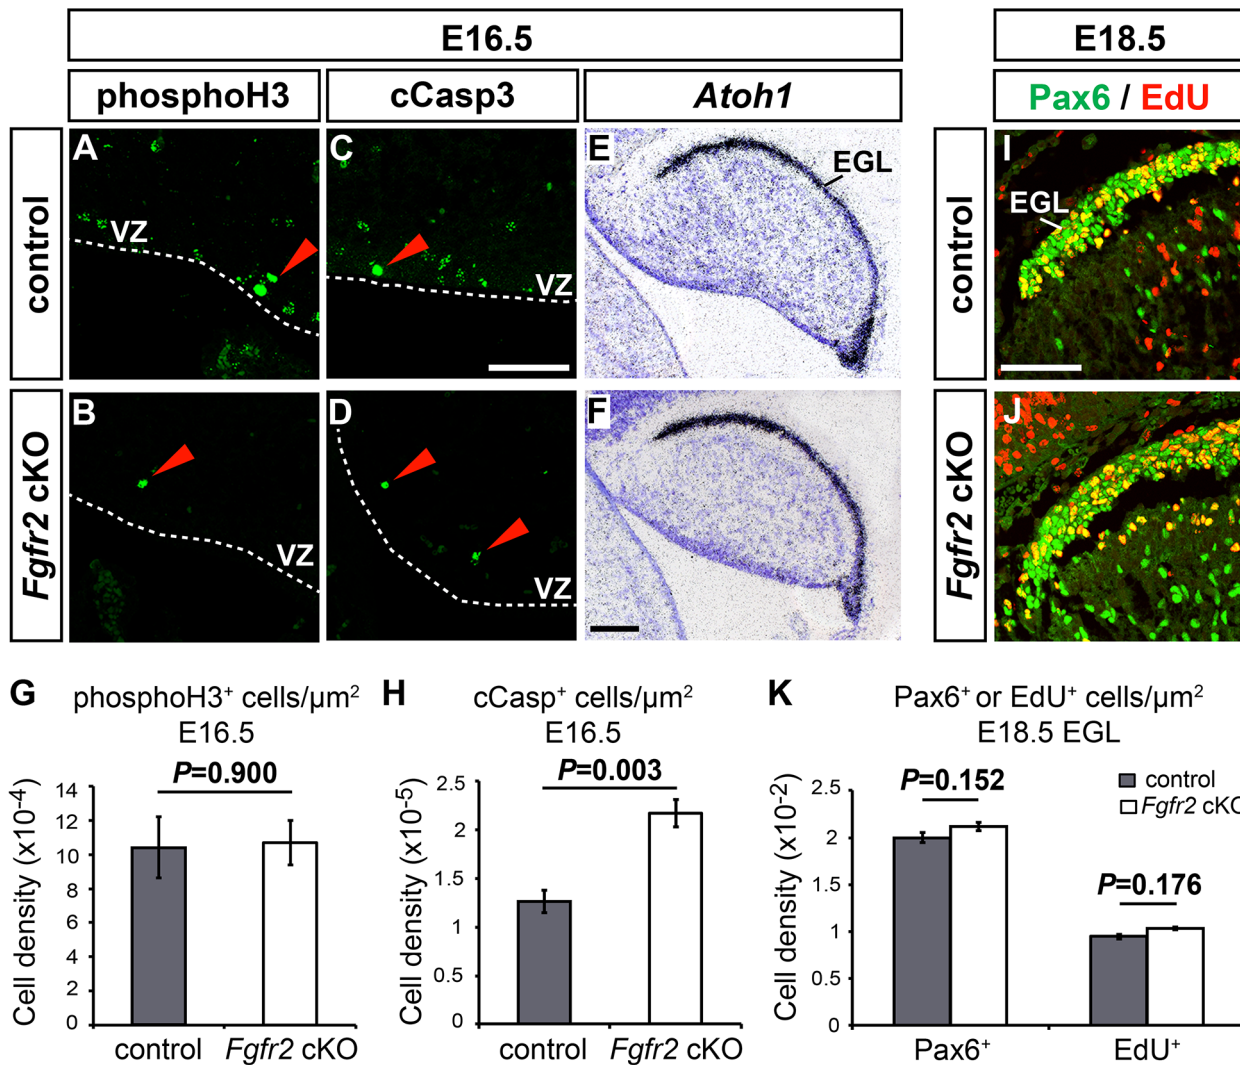 E16.5
E18.5
phosphoH3
cCasp3
Atoh1
Pax6 / EdU
control
A
VZ
C
VZ
E
EGL
control
I
EGL
Fgfr2 cKO
B
VZ
D
VZ
F
J
Fgfr2 cKO
G
phosphoH3⁺ cells/µm²
E16.5
P=0.900
Cell density (x10⁻⁴)
14
12
10
8
6
4
2
0
control
Fgfr2 cKO
H
cCasp⁺ cells/µm²
E16.5
P=0.003
Cell density (x10⁻⁵)
2.5
2
1.5
1
0.5
0
control
Fgfr2 cKO
K
Pax6⁺ or EdU⁺ cells/µm²
E18.5 EGL
control
Fgfr2 cKO
P=0.152
P=0.176
Cell density (x10⁻²)
2.5
2
1.5
1
0.5
0
Pax6⁺
EdU⁺